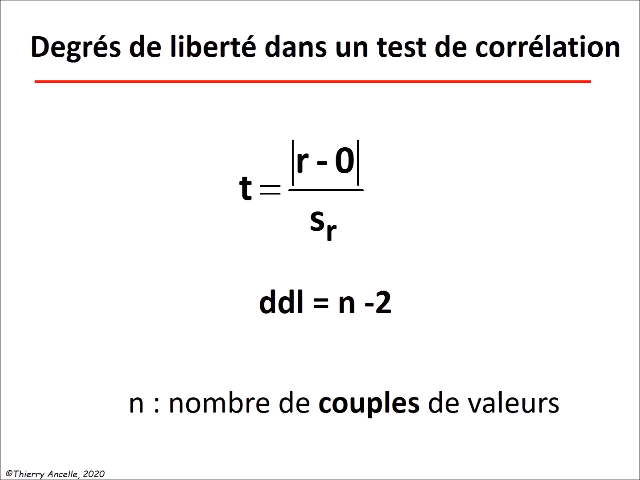 Degrés de liberté dans un test de corrélation
t = |r - 0| / sr
ddl = n -2
n : nombre de couples de valeurs
©Thierry Ancelle, 2020